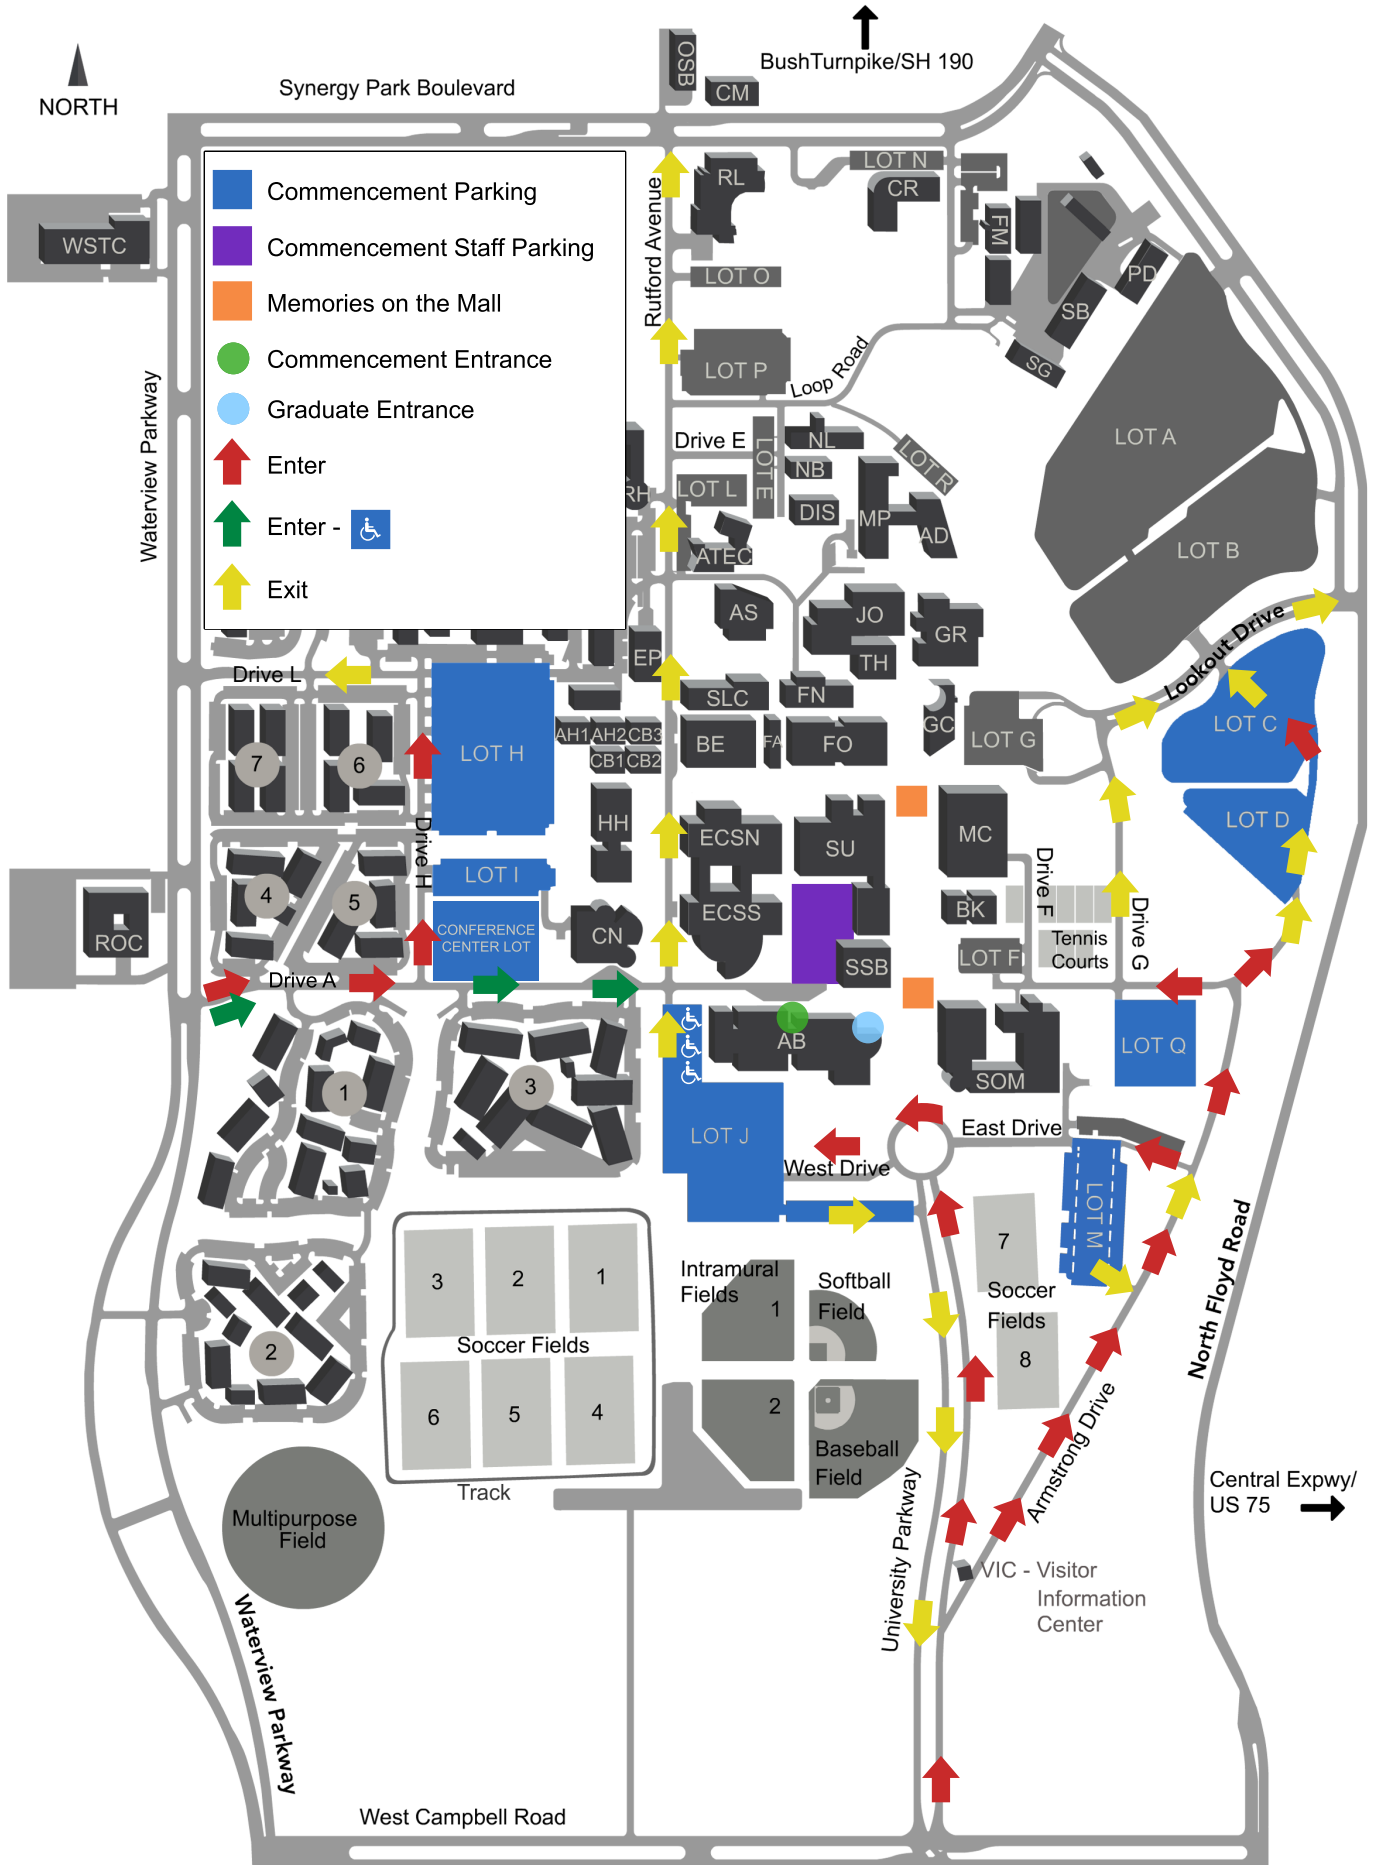 BushTurnpike/SH 190
NORTH
Synergy Park Boulevard
OSB
CM
Commencement Parking
Commencement Staff Parking
Memories on the Mall
Commencement Entrance
Graduate Entrance
Enter
Enter -
Exit
WSTC
Waterview Parkway
Rutford Avenue
RL
LOT N
CR
FM
PD
SB
SG
LOT O
LOT P
Loop Road
LOT A
Drive E
LOT E
NL
NB
LOT R
RH
LOT L
DIS
MP
AD
ATEC
LOT B
AS
JO
GR
TH
EP
Drive L
SLC
FN
Lookout Drive
AH1
AH2
CB3
CB1
CB2
BE
FA
FO
GC
LOT G
LOT C
LOT H
7
6
LOT D
Drive H
HH
ECSN
SU
MC
LOT I
4
5
ECSS
BK
Drive F
Drive G
Tennis
Courts
ROC
CONFERENCE
CENTER LOT
CN
SSB
LOT F
Drive A
AB
LOT Q
SOM
1
3
LOT J
East Drive
West Drive
LOT M
North Floyd Road
7
Soccer
Fields
8
3
2
1
Soccer Fields
6
5
4
Track
Intramural
Fields
1
2
Softball
Field
Baseball
Field
2
Multipurpose
Field
Armstrong Drive
University Parkway
Central Expwy/
US 75
VIC - Visitor
Information
Center
Waterview Parkway
West Campbell Road